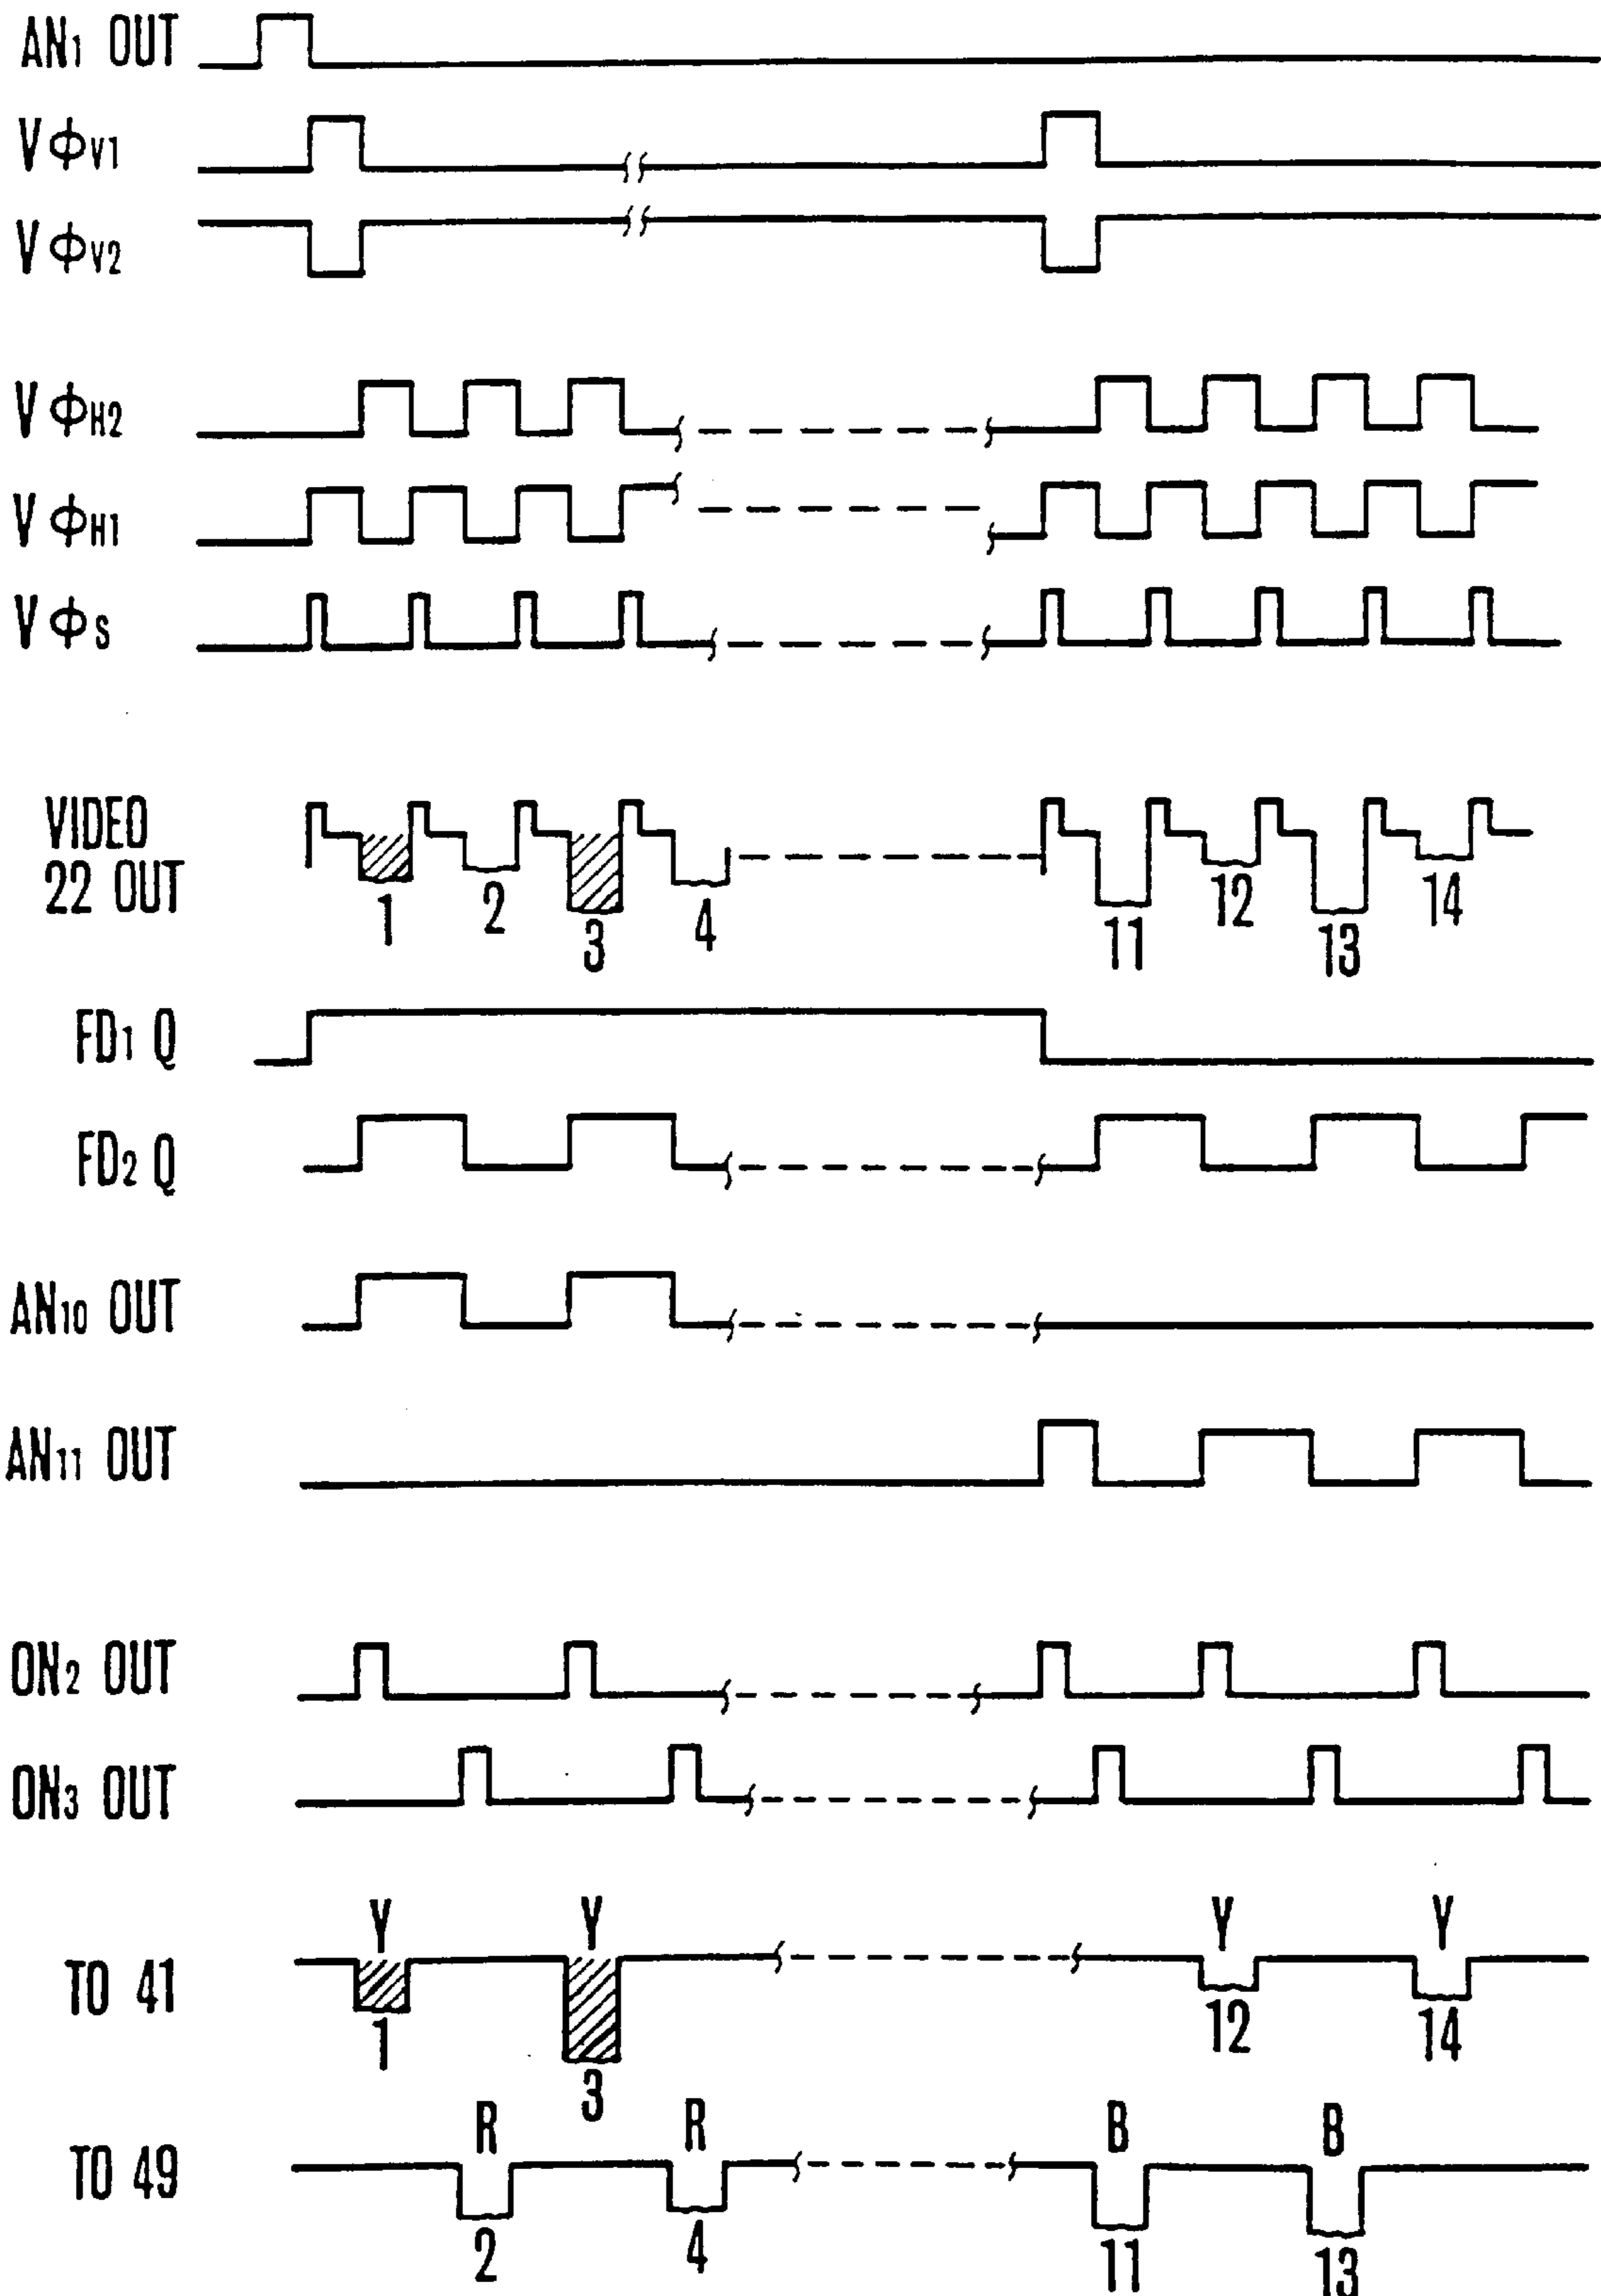 AN1 OUT
VΦV1
VΦV2
VΦH2
VΦH1
VΦS
VIDEO
22 OUT
1 2 3 4 11 12 13 14
FD1 Q
FD2 Q
AN10 OUT
AN11 OUT
ON2 OUT
ON3 OUT
Y Y Y Y
TO 41
1 3 12 14
R R B B
TO 49
2 4 11 13